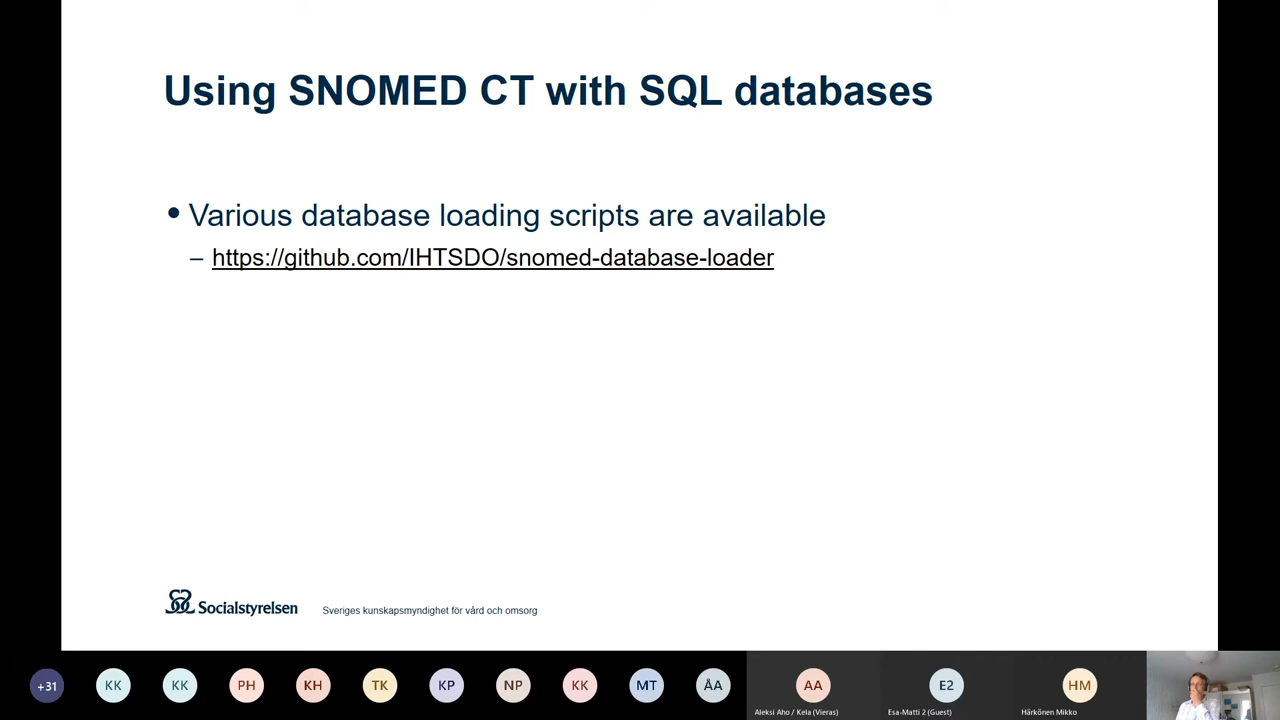 Using SNOMED CT with SQL databases
• Various database loading scripts are available
– https://github.com/IHTSDO/snomed-database-loader
Socialstyrelsen
Sveriges kunskapsmyndighet för vård och omsorg
+31
KK
KK
PH
KH
TK
KP
NP
KK
MT
ÅA
AA
E2
HM
Aleksi Aho / Kela (Vieras)
Esa-Matti 2 (Guest)
Härkönen Mikko